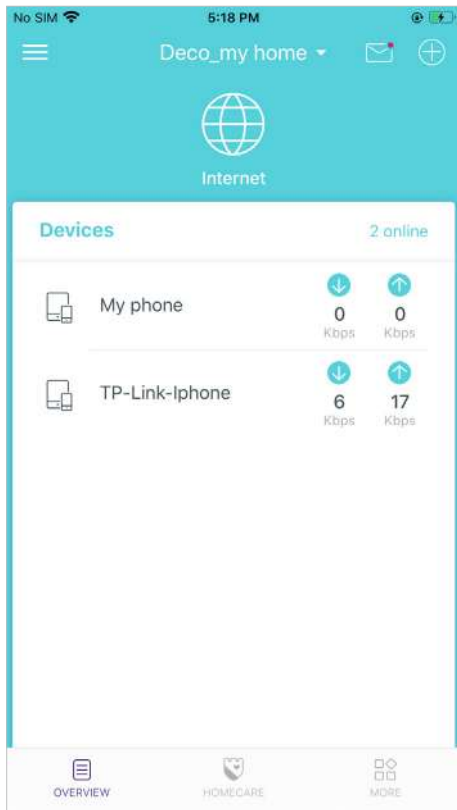 No SIM 5:18 PM
Deco_my home
Internet
Devices 2 online
My phone 0 0
Kbps Kbps
TP-Link-Iphone 6 17
Kbps Kbps
OVERVIEW HOMECARE MORE